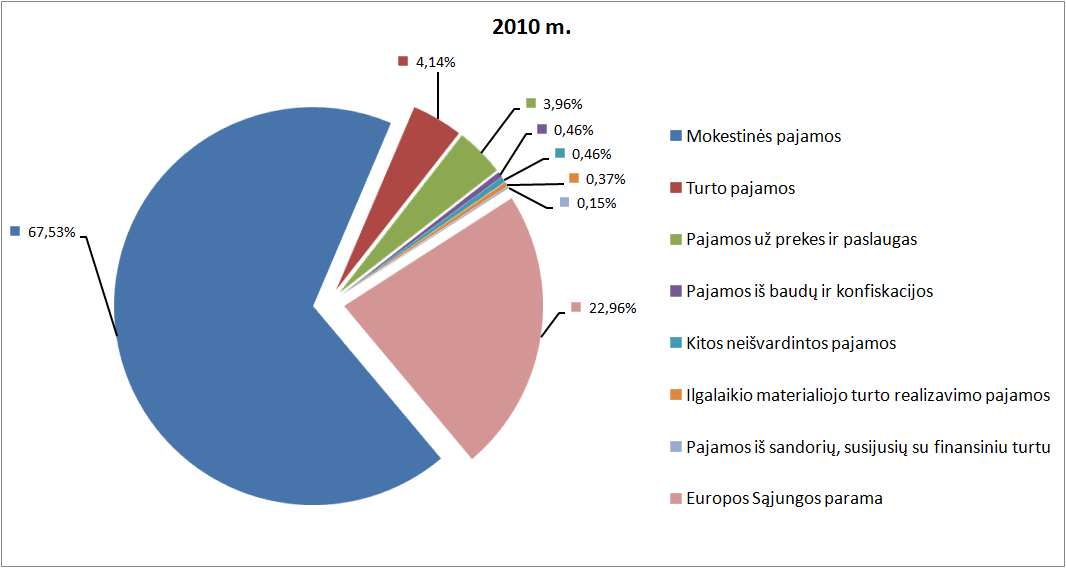 2010 m.
4,14%
3,96%
0,46%
0,46%
0,37%
0,15%
67,53%
22,96%
Mokestinės pajamos
Turto pajamos
Pajamos už prekes ir paslaugas
Pajamos iš baudų ir konfiskacijos
Kitos neišvardintos pajamos
Ilgalaikio materialiojo turto realizavimo pajamos
Pajamos iš sandorių, susijusių su finansiniu turtu
Europos Sąjungos parama